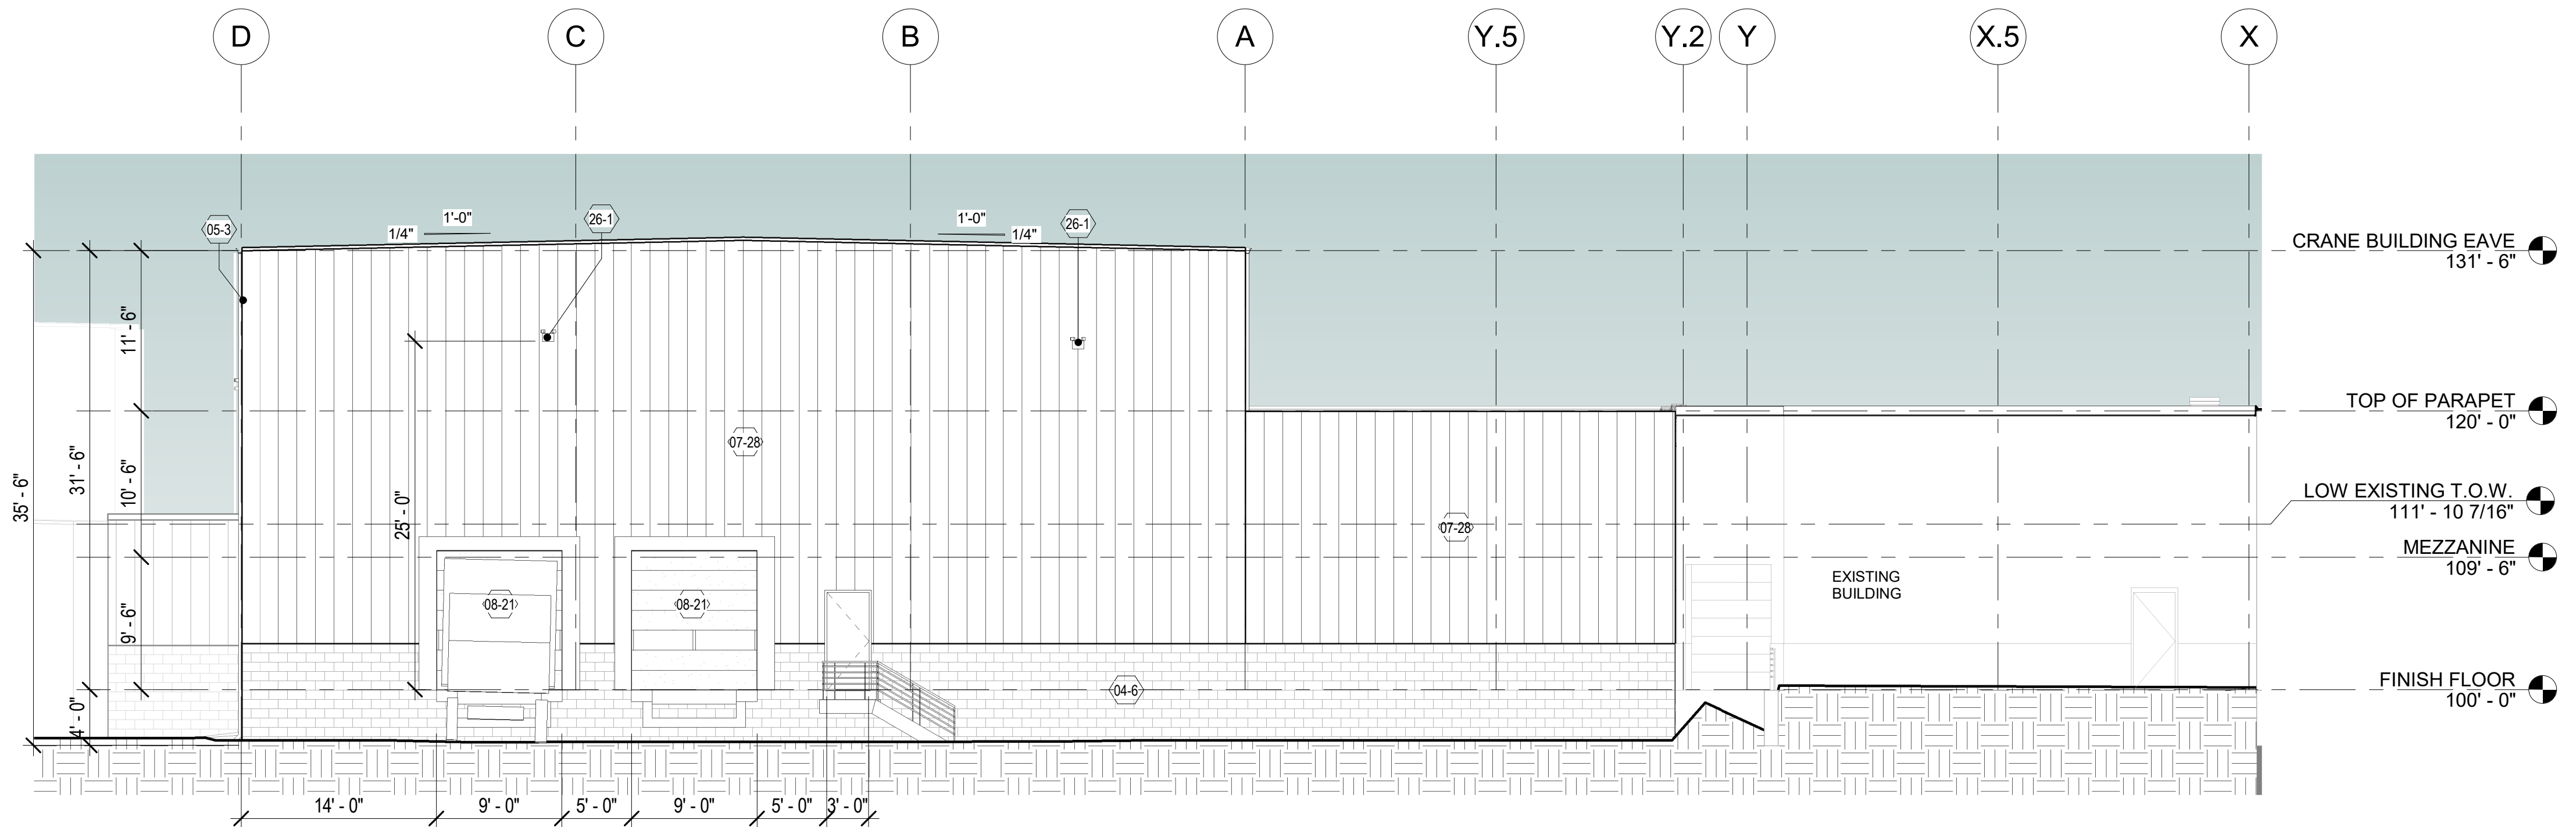 D
C
B
A
Y.5
Y.2
Y
X.5
X
05-3
1/4"
1'-0"
26-1
1'-0"
1/4"
26-1
CRANE BUILDING EAVE
131' - 6"
TOP OF PARAPET
120' - 0"
LOW EXISTING T.O.W.
111' - 10 7/16"
MEZZANINE
109' - 6"
FINISH FLOOR
100' - 0"
35' - 6"
31' - 6"
4' - 0"
11' - 6"
10' - 6"
9' - 6"
25' - 0"
07-28
07-28
08-21
08-21
04-6
EXISTING
BUILDING
14' - 0"
9' - 0"
5' - 0"
9' - 0"
5' - 0"
3' - 0"